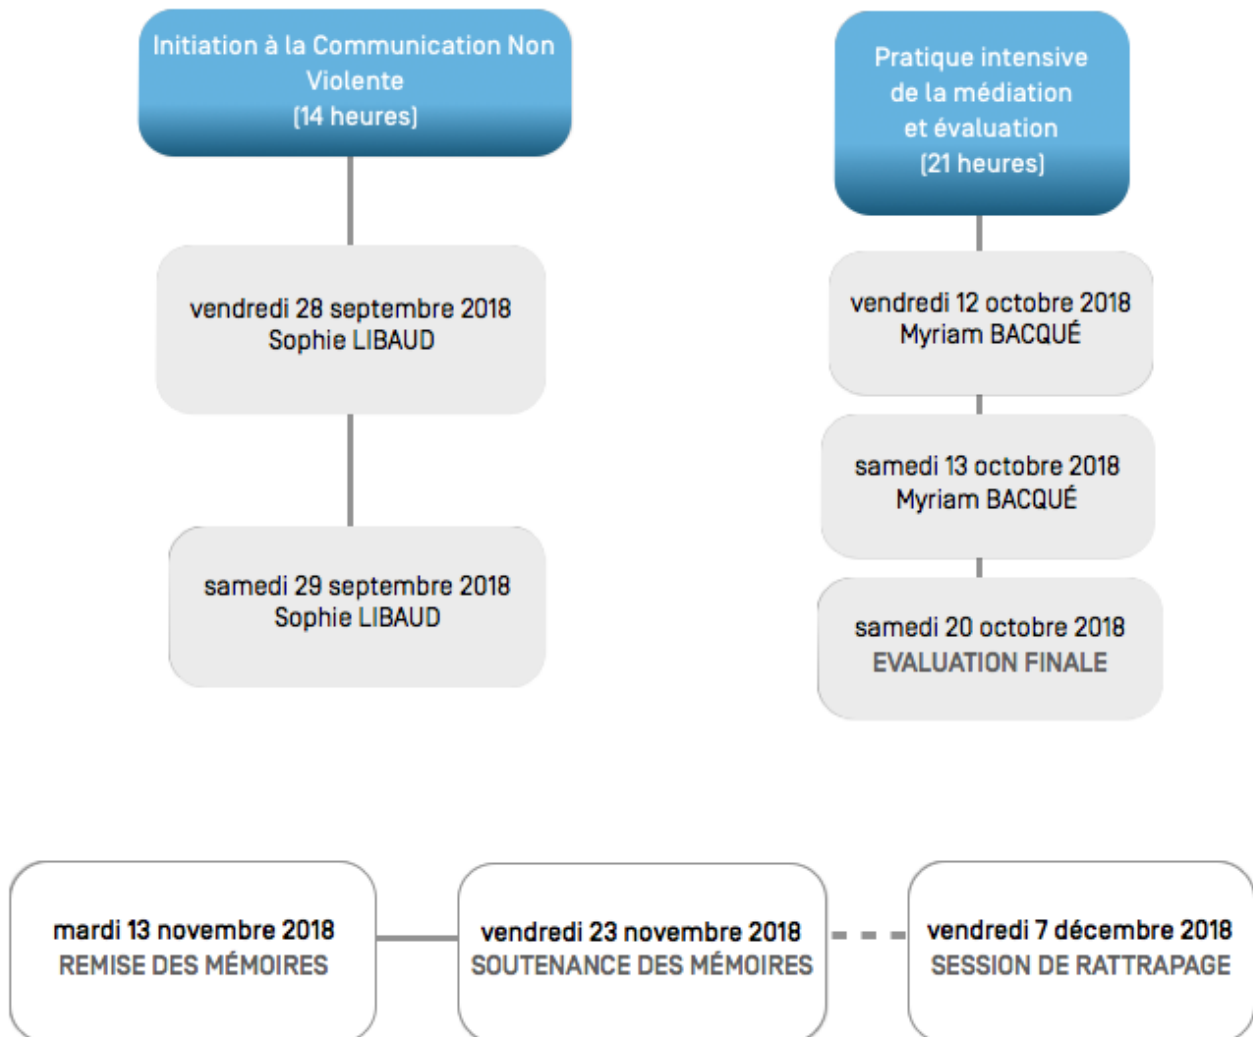 Initiation à la Communication Non
Violente
(14 heures)
vendredi 28 septembre 2018
Sophie LIBAUD
samedi 29 septembre 2018
Sophie LIBAUD
Pratique intensive
de la médiation
et évaluation
(21 heures)
vendredi 12 octobre 2018
Myriam BACQUÉ
samedi 13 octobre 2018
Myriam BACQUÉ
samedi 20 octobre 2018
EVALUATION FINALE
mardi 13 novembre 2018
REMISE DES MÉMOIRES
vendredi 23 novembre 2018
SOUTENANCE DES MÉMOIRES
vendredi 7 décembre 2018
SESSION DE RATTRAPAGE